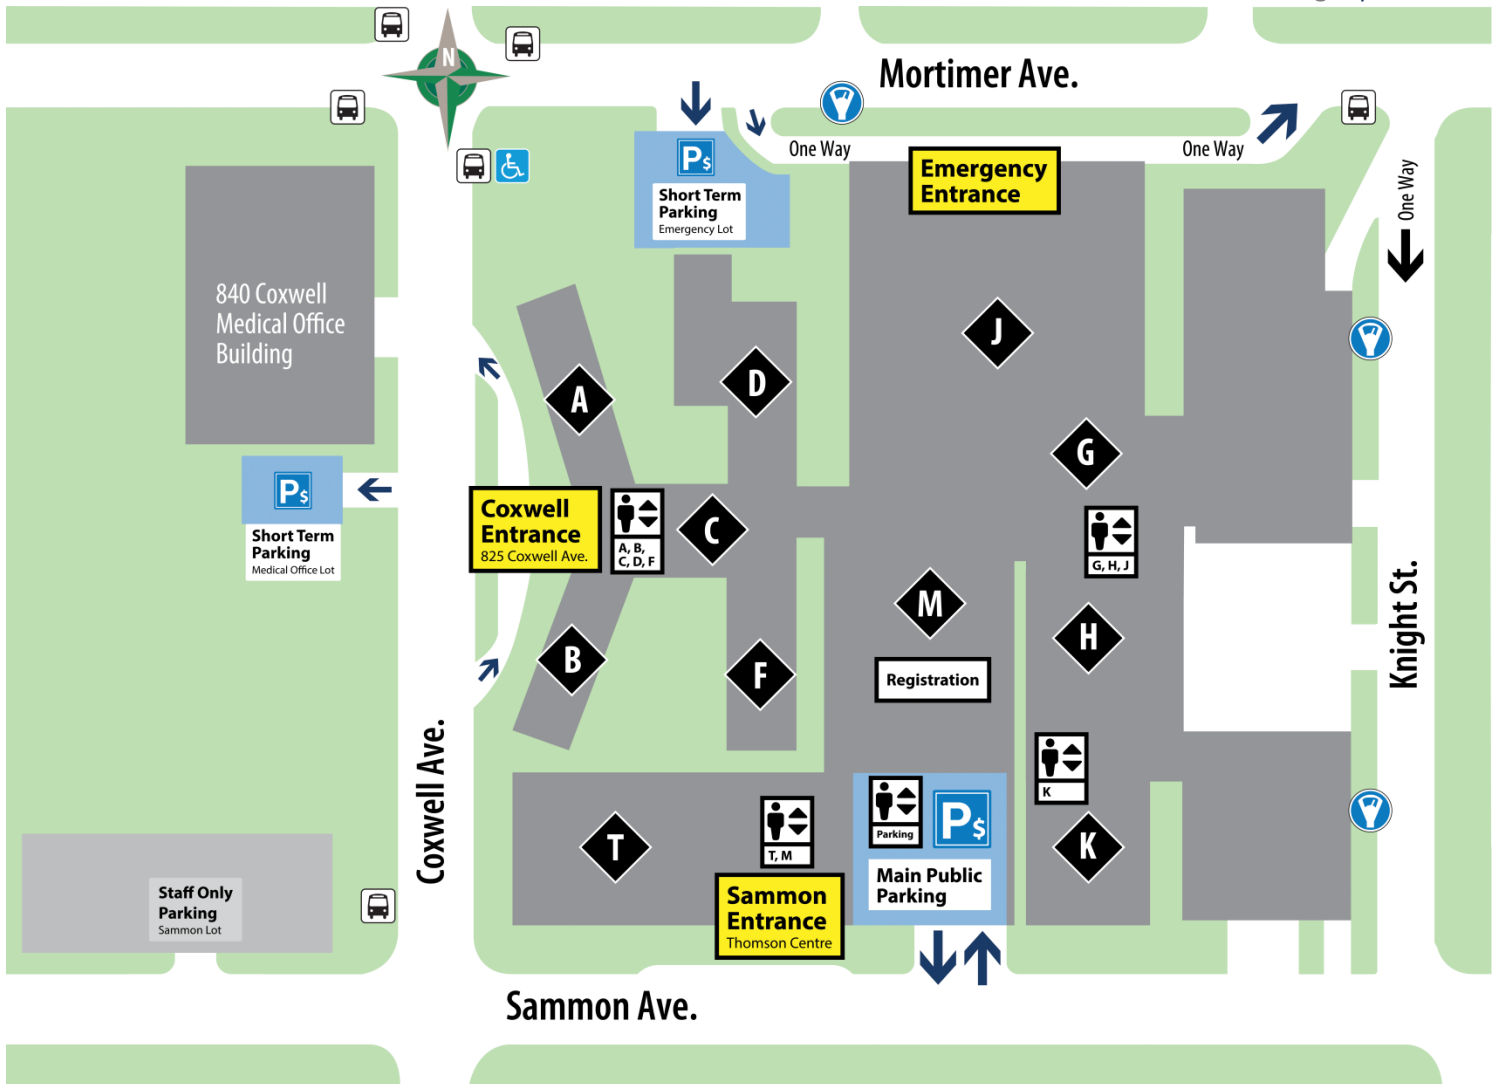 N
Mortimer Ave.
One Way
One Way
One Way
P$
Short Term
Parking
Emergency Lot
Emergency
Entrance
840 Coxwell
Medical Office
Building
J
D
A
G
P$
Short Term
Parking
Medical Office Lot
Coxwell
Entrance
825 Coxwell Ave.
A, B,
C, D, F
C
G, H, J
M
H
B
F
Registration
Knight St.
Coxwell Ave.
K
T
T, M
Parking
P$
K
Main Public
Parking
Sammon
Entrance
Thomson Centre
Staff Only
Parking
Sammon Lot
Sammon Ave.